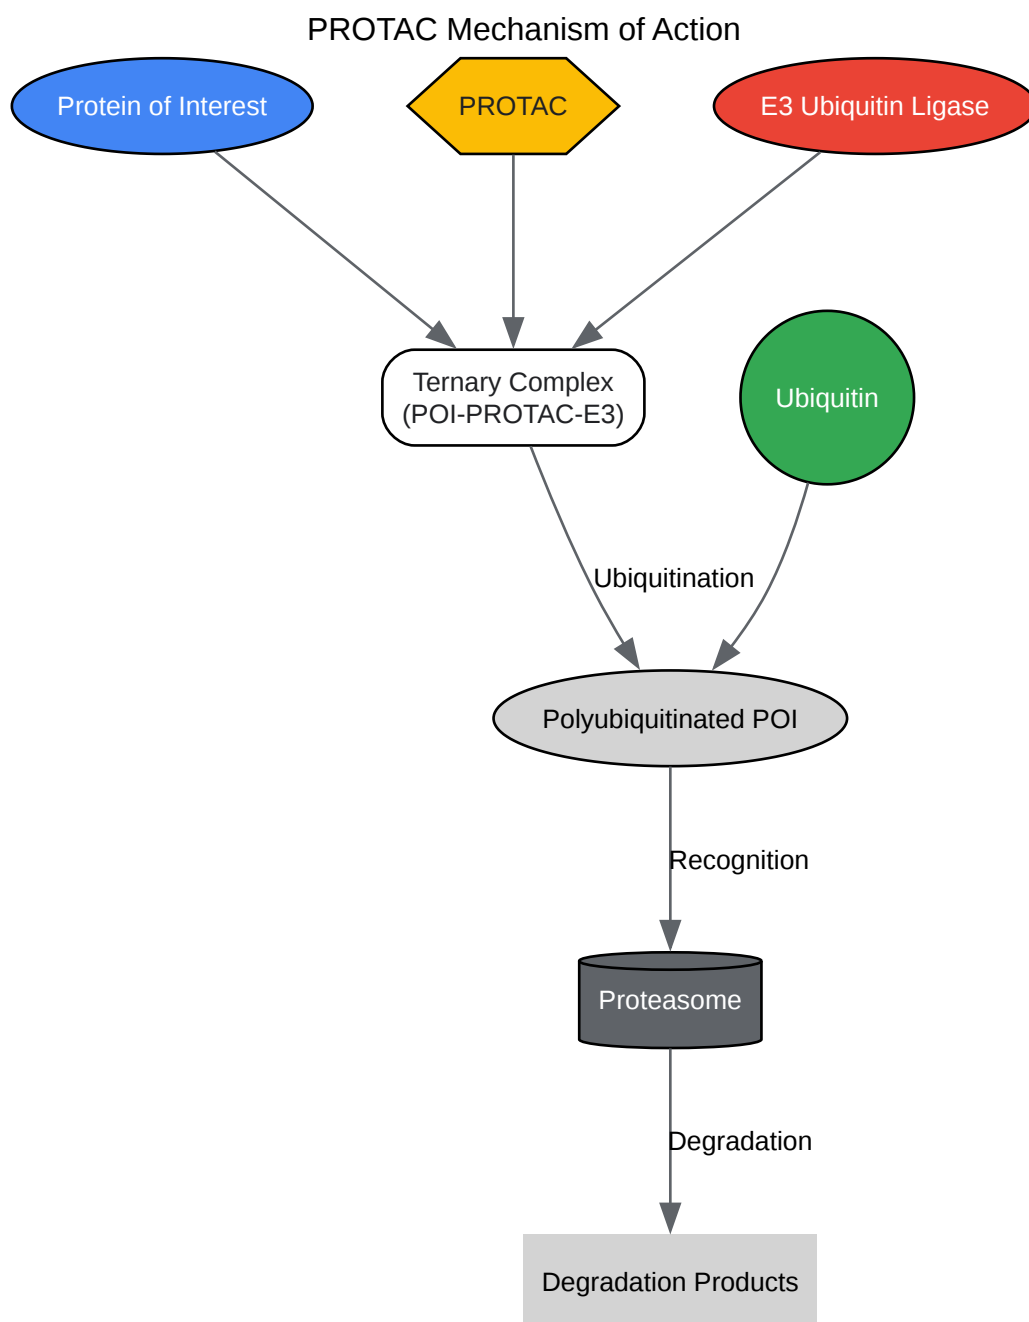 PROTAC Mechanism of Action
Protein of Interest
PROTAC
E3 Ubiquitin Ligase
Ternary Complex
(POI-PROTAC-E3)
Ubiquitin
Ubiquitination
Polyubiquitinated POI
Recognition
Proteasome
Degradation
Degradation Products